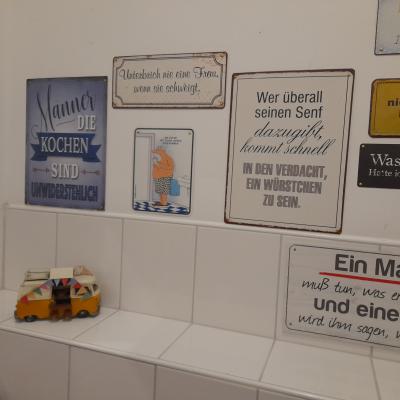 Männer
DIE
KOCHEN
SIND
UNWIDERSTEHLICH
Unterbrich nie eine Frau,
wenn sie schweigt.
Wer überall
seinen Senf
dazugibt,
kommt schnell
IN DEN VERDACHT,
EIN WÜRSTCHEN
ZU SEIN.
Was
Hatte i
Ein Ma
muß tun, was e
und eine
wird ihm sagen, w